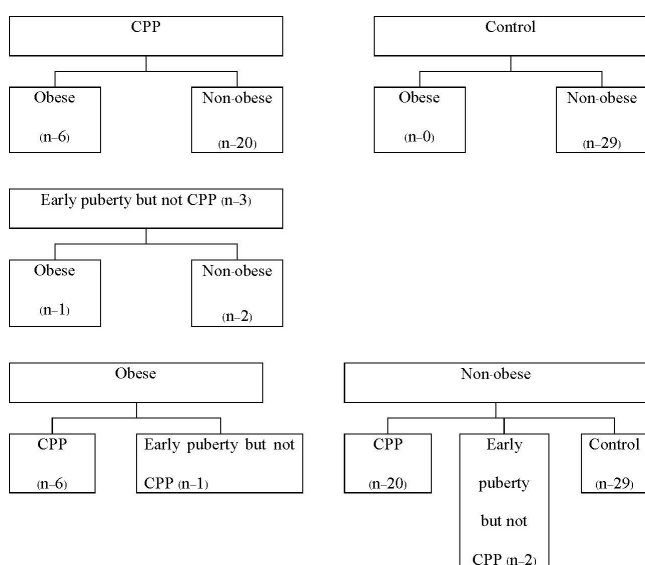 CPP
Control
Obese
Non-obese
Obese
Non-obese
(n–6)
(n–20)
(n–0)
(n–29)
Early puberty but not CPP (n–3)
Obese
Non-obese
(n–1)
(n–2)
Obese
Non-obese
CPP
Early puberty but not
CPP
Early
Control
(n–6)
CPP (n–1)
(n–20)
puberty
(n–29)
but not
CPP (n–2)